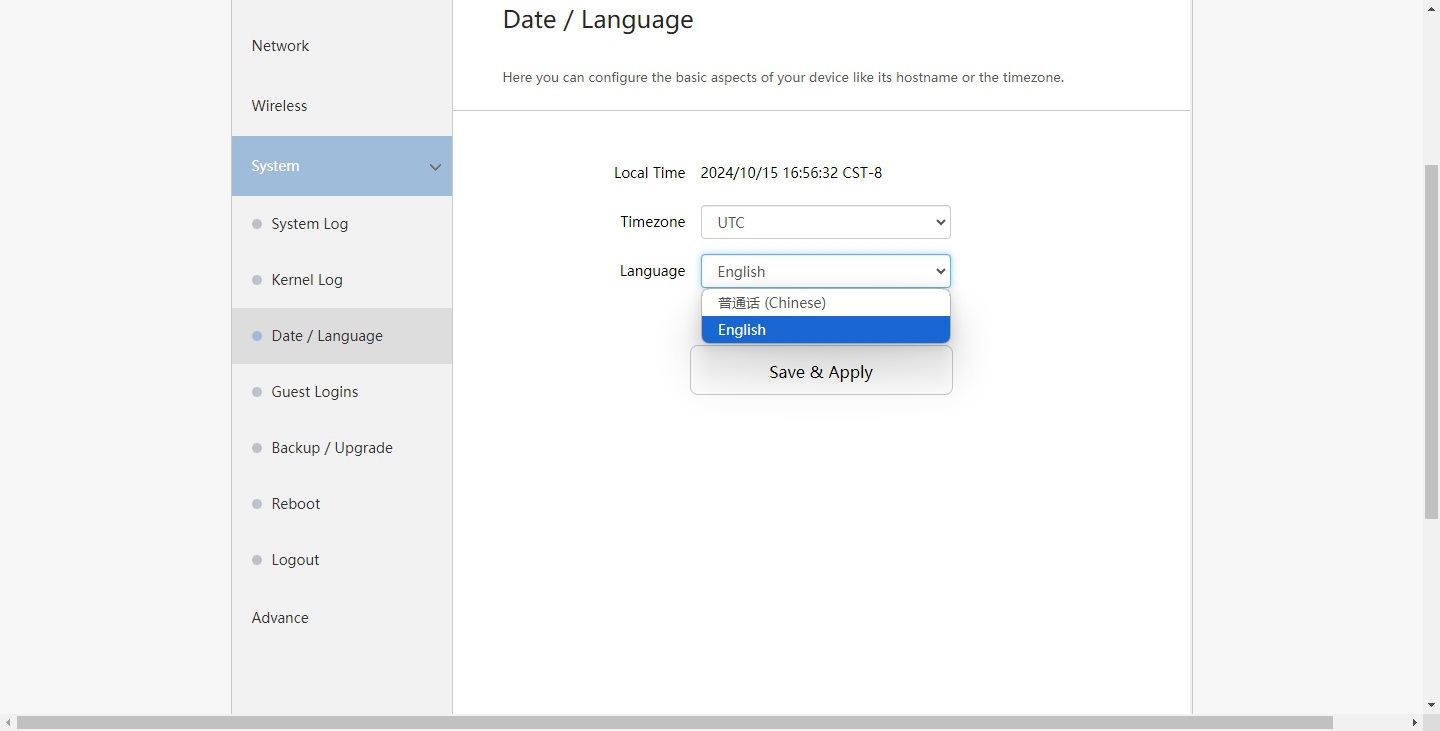 Network
Wireless
System
System Log
Kernel Log
Date / Language
Guest Logins
Backup / Upgrade
Reboot
Logout
Advance
Date / Language
Here you can configure the basic aspects of your device like its hostname or the timezone.
Local Time 2024/10/15 16:56:32 CST-8
Timezone UTC
Language English
普通话 (Chinese)
English
Save & Apply